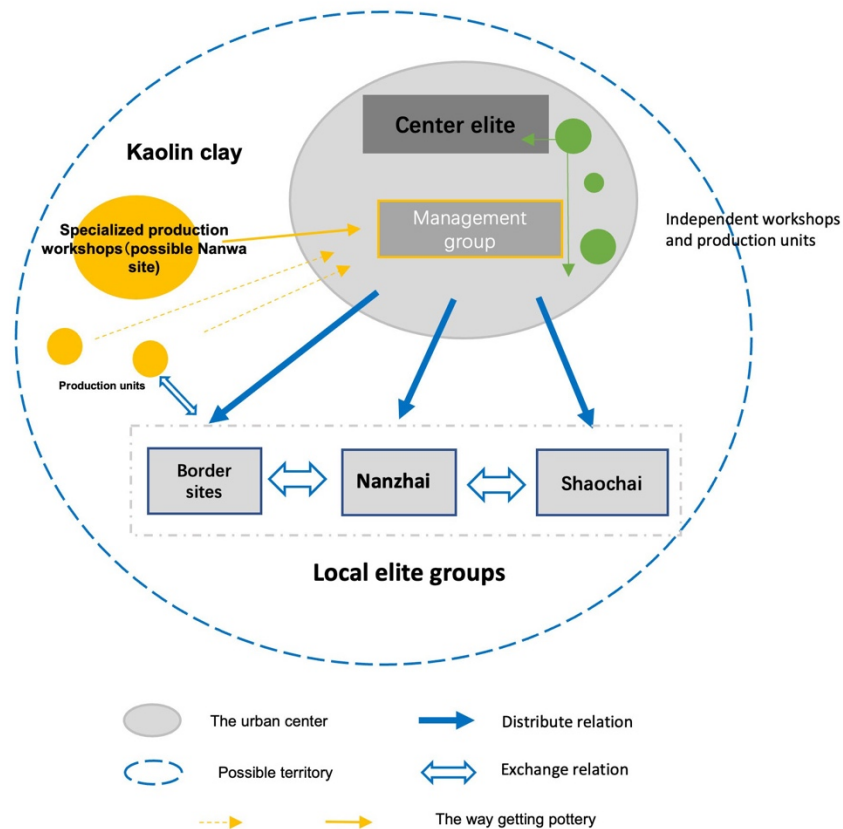 Center elite
Kaolin clay
Specialized production
workshops(possible Nanwa
site)
Management
group
Independent workshops
and production units
Production units
Border
sites
Nanzhai
Shaochai
Local elite groups
The urban center
Distribute relation
Possible territory
Exchange relation
The way getting pottery